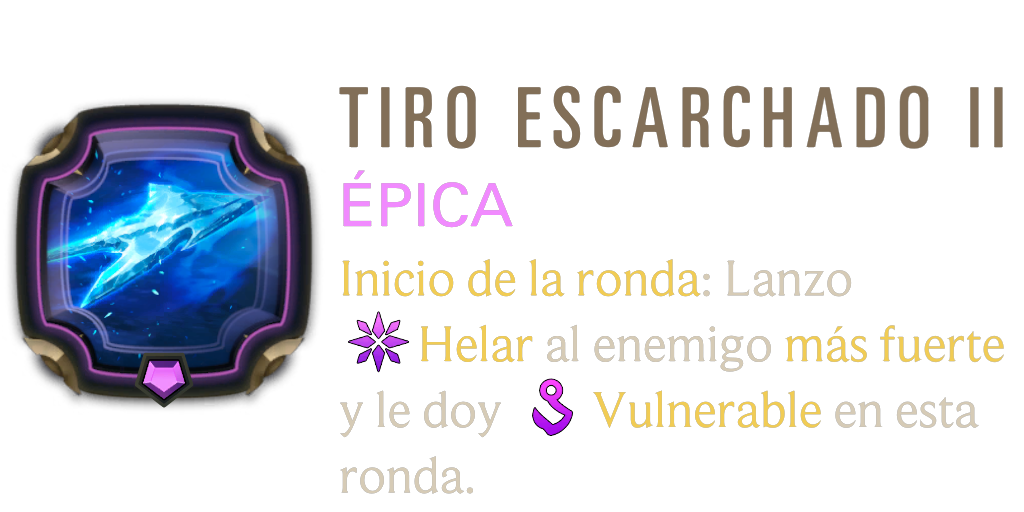 TIRO ESCARCHADO II
ÉPICA
Inicio de la ronda: Lanzo
Helar al enemigo más fuerte
y le doy Vulnerable en esta
ronda.